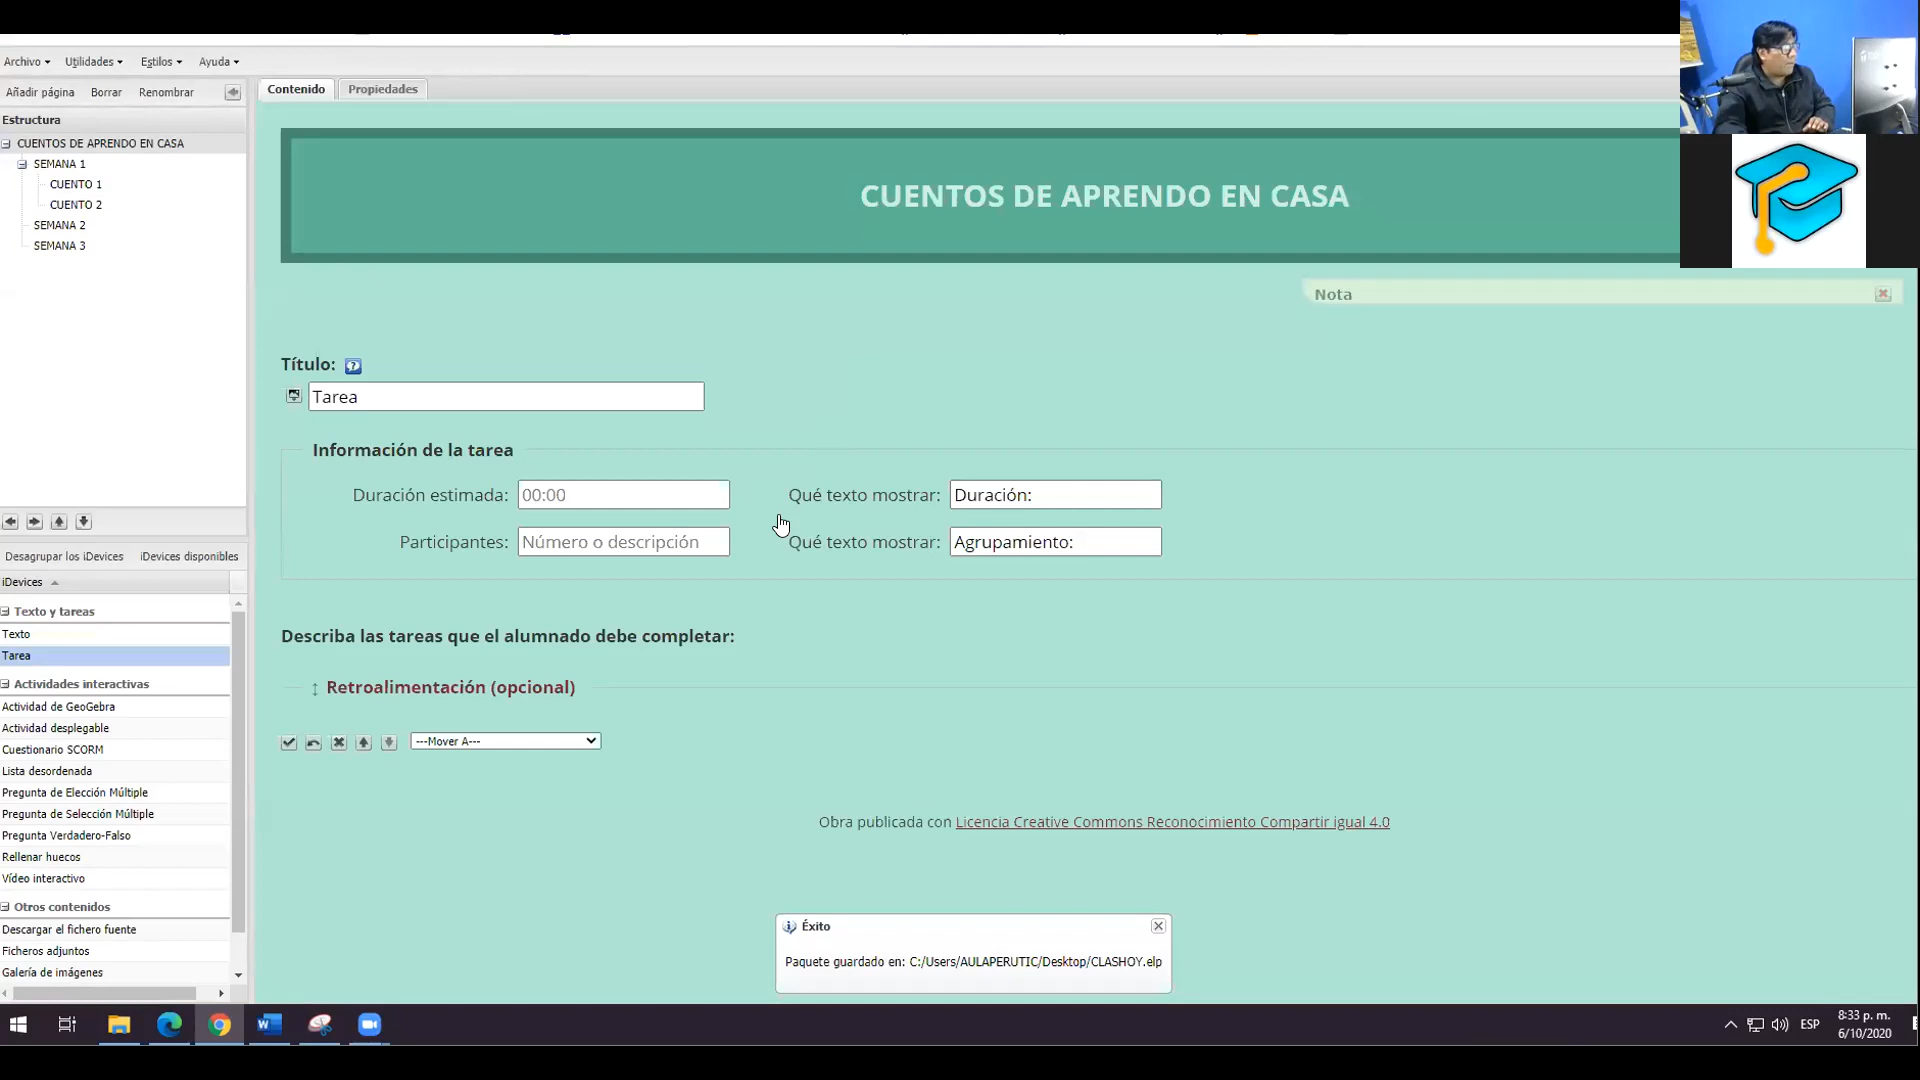 Archivo
Utilidades
Estilos
Ayuda
Añadir página
Borrar
Renombrar
Contenido
Propiedades
Estructura
CUENTOS DE APRENDO EN CASA
SEMANA 1
CUENTO 1
CUENTO 2
SEMANA 2
SEMANA 3
CUENTOS DE APRENDO EN CASA
Nota
Título:
Tarea
Información de la tarea
Duración estimada: 00:00 Qué texto mostrar: Duración:
Participantes: Número o descripción Qué texto mostrar: Agrupamiento:
Describa las tareas que el alumnado debe completar:
Retroalimentación (opcional)
---Mover A---
Obra publicada con Licencia Creative Commons Reconocimiento Compartir igual 4.0
Éxito
Paquete guardado en: C:/Users/AULAPERUTIC/Desktop/CLASHOY.elp
Desagrupar los iDevices
iDevices disponibles
iDevices
Texto y tareas
Texto
Tarea
Actividades interactivas
Actividad de GeoGebra
Actividad desplegable
Cuestionario SCORM
Lista desordenada
Pregunta de Elección Múltiple
Pregunta de Selección Múltiple
Pregunta Verdadero-Falso
Rellenar huecos
Vídeo interactivo
Otros contenidos
Descargar el fichero fuente
Ficheros adjuntos
Galería de imágenes
ESP
8:33 p. m.
6/10/2020